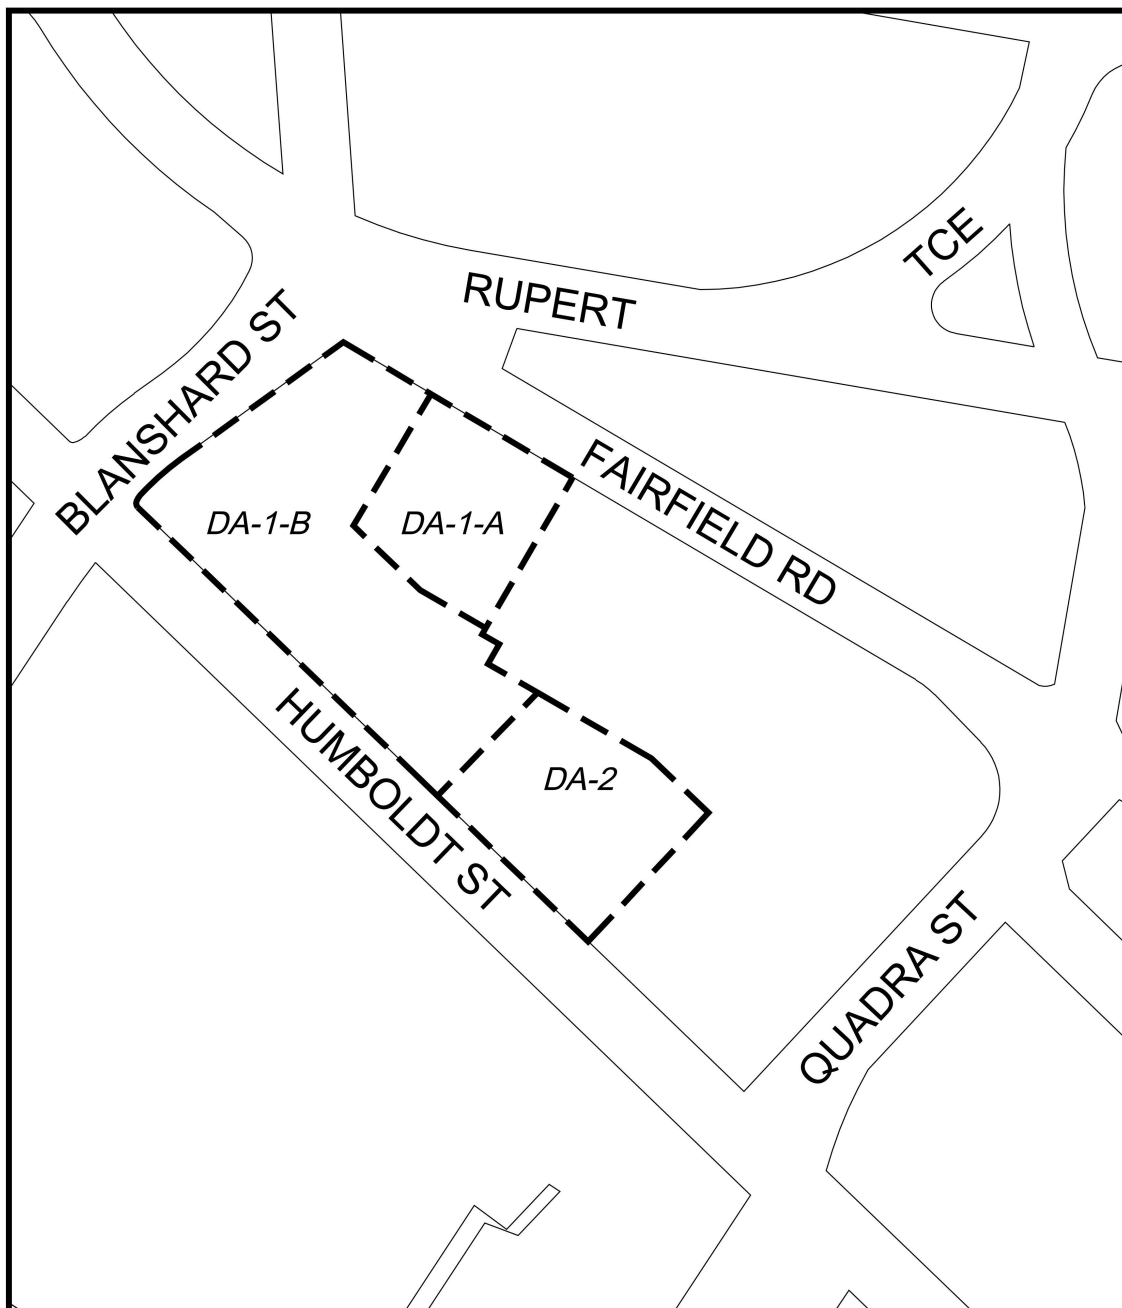 TCE
RUPERT
BLANSHARD ST
FAIRFIELD RD
DA-1-B
DA-1-A
HUMBOLDT ST
DA-2
QUADRA ST